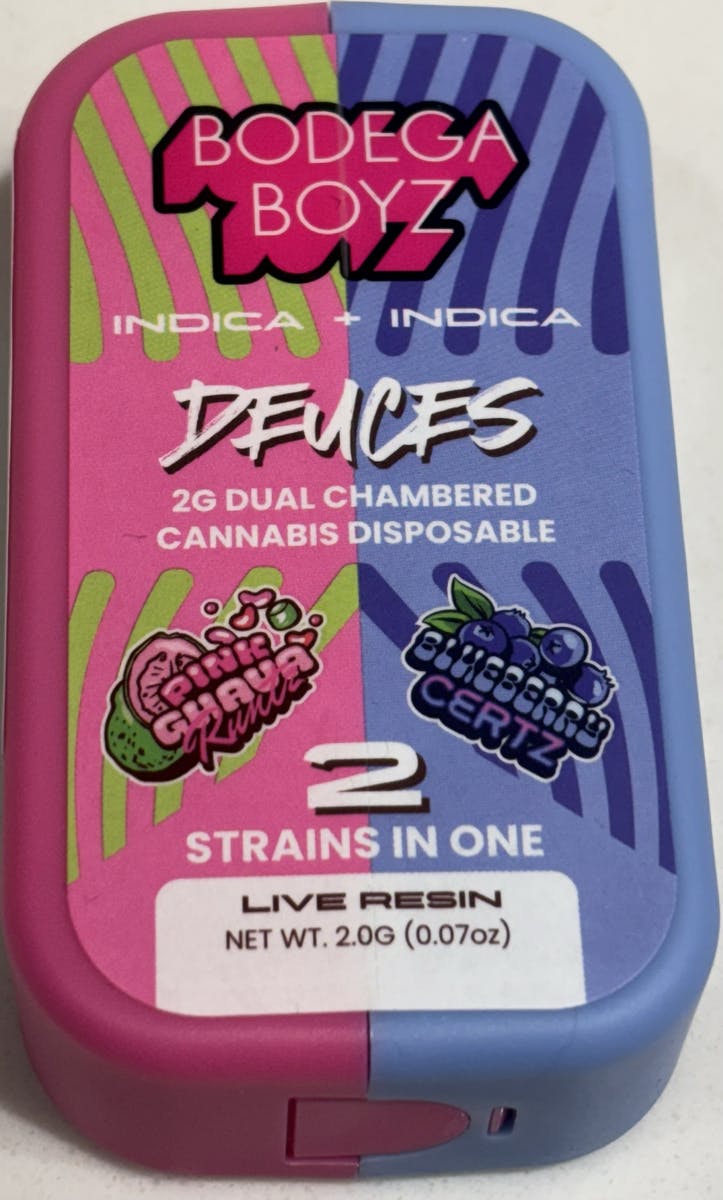 BODEGA
BOYZ
INDICA + INDICA
DEUCES
2G DUAL CHAMBERED
CANNABIS DISPOSABLE
PINK
GUAVA
Runtz
BLUEBERRY
CERTZ
2
STRAINS IN ONE
LIVE RESIN
NET WT. 2.0G (0.07oz)